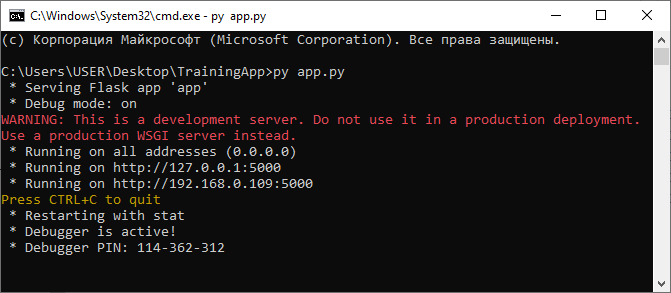 C:\Windows\System32\cmd.exe - py  app.py
(c) Корпорация Майкрософт (Microsoft Corporation). Все права защищены.
C:\Users\USER\Desktop\TrainingApp>py app.py
 * Serving Flask app 'app'
 * Debug mode: on
WARNING: This is a development server. Do not use it in a production deployment.
Use a production WSGI server instead.
 * Running on all addresses (0.0.0.0)
 * Running on http://127.0.0.1:5000
 * Running on http://192.168.0.109:5000
Press CTRL+C to quit
 * Restarting with stat
 * Debugger is active!
 * Debugger PIN: 114-362-312